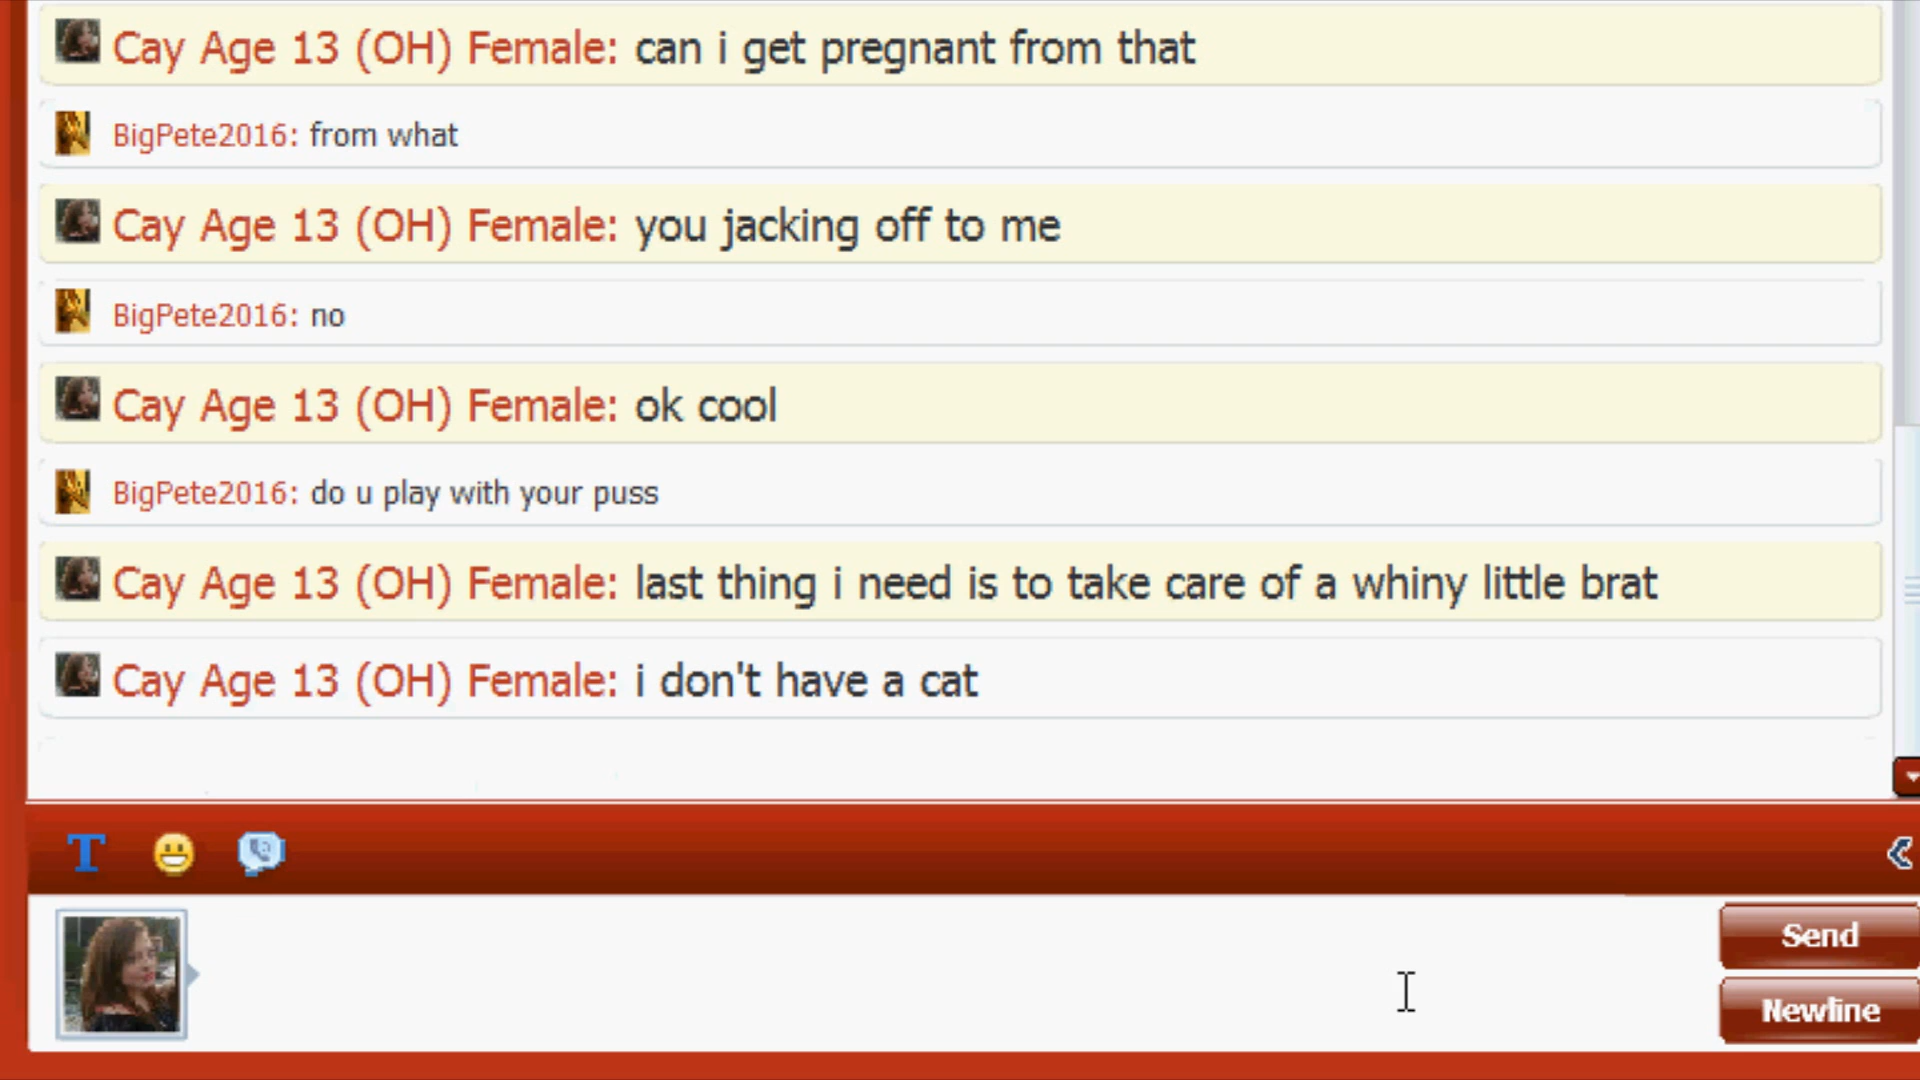 Cay Age 13 (OH) Female: can i get pregnant from that
BigPete2016: from what
Cay Age 13 (OH) Female: you jacking off to me
BigPete2016: no
Cay Age 13 (OH) Female: ok cool
BigPete2016: do u play with your puss
Cay Age 13 (OH) Female: last thing i need is to take care of a whiny little brat
Cay Age 13 (OH) Female: i don't have a cat
T
Send
Newline